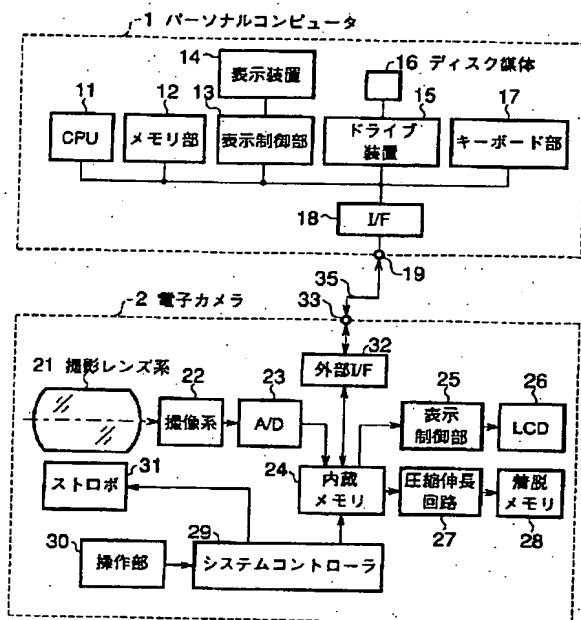 1 パーソナルコンピュータ
14
表示装置
16 ディスク媒体
11
CPU
12
メモリ部
13
表示制御部
15
ドライブ
装置
17
キーボード部
18
I/F
19
35
2 電子カメラ
33
32
外部I/F
21 撮影レンズ系
22
撮像系
23
A/D
25
表示
制御部
26
LCD
31
ストロボ
24
内蔵
メモリ
圧縮伸長
回路
27
着脱
メモリ
28
30
操作部
29
システムコントローラ